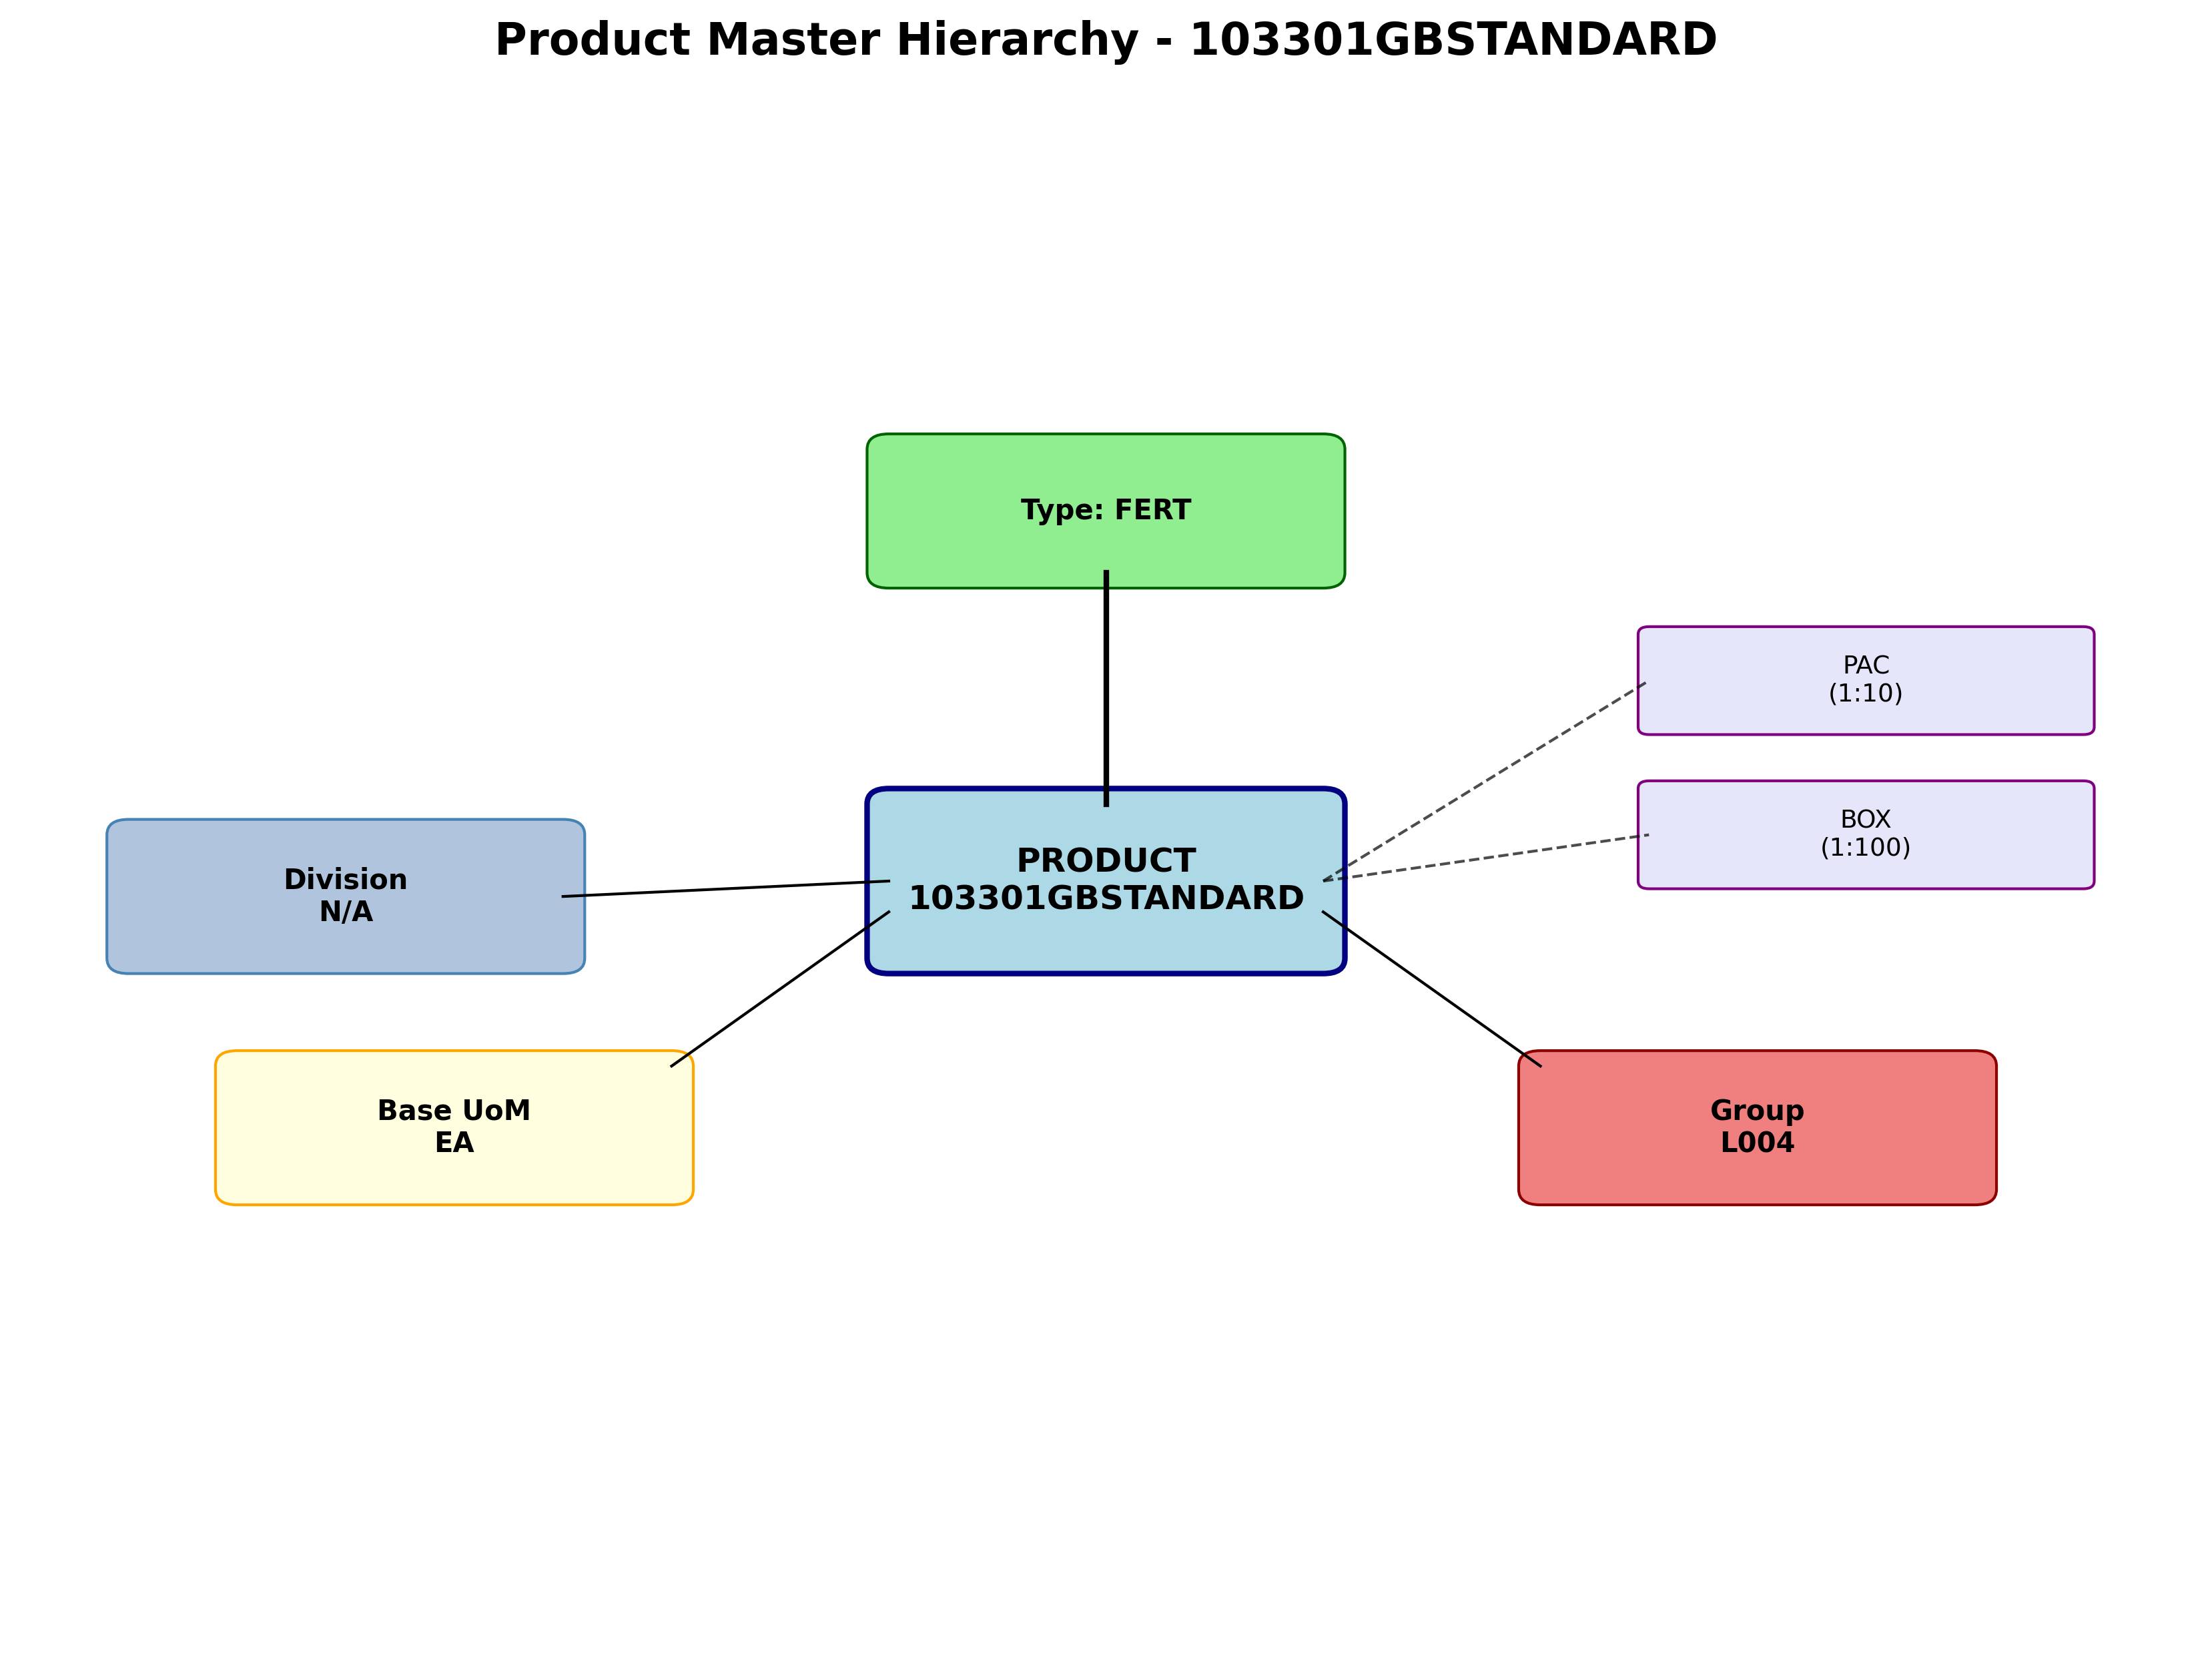 Product Master Hierarchy - 103301GBSTANDARD
Type: FERT
PAC
(1:10)
BOX
(1:100)
PRODUCT
103301GBSTANDARD
Division
N/A
Base UoM
EA
Group
L004